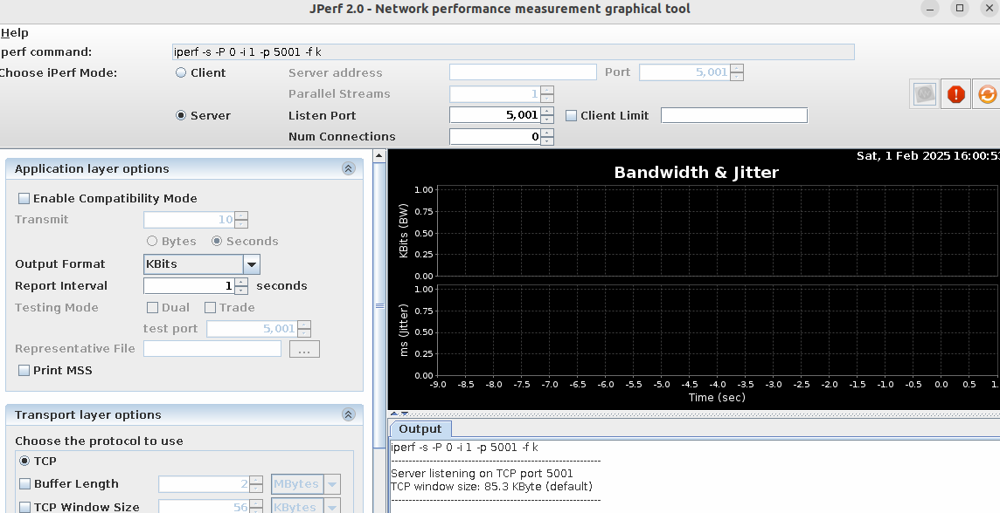 JPerf 2.0 - Network performance measurement graphical tool
Help
perf command:
iperf -s -P 0 -i 1 -p 5001 -f k
Choose iPerf Mode:
Client
Server address
Port
5,001
Parallel Streams
1
Server
Listen Port
5,001
Client Limit
Num Connections
0
Application layer options
Enable Compatibility Mode
Transmit
10
Bytes
Seconds
Output Format
KBits
Report Interval
1
seconds
Testing Mode
Dual
Trade
test port
5,001
Representative File
...
Print MSS
Transport layer options
Choose the protocol to use
TCP
Buffer Length
2
MBytes
TCP Window Size
56
KBytes
Sat, 1 Feb 2025 16:00:53
Bandwidth & Jitter
KBits (BW)
1.00
0.75
0.50
0.25
0.00
ms (Jitter)
1.00
0.75
0.50
0.25
0.00
-9.0 -8.5 -8.0 -7.5 -7.0 -6.5 -6.0 -5.5 -5.0 -4.5 -4.0 -3.5 -3.0 -2.5 -2.0 -1.5 -1.0 -0.5 0.0 0.5 1.
Time (sec)
Output
iperf -s -P 0 -i 1 -p 5001 -f k
------------------------------------------------------------
Server listening on TCP port 5001
TCP window size: 85.3 KByte (default)
------------------------------------------------------------